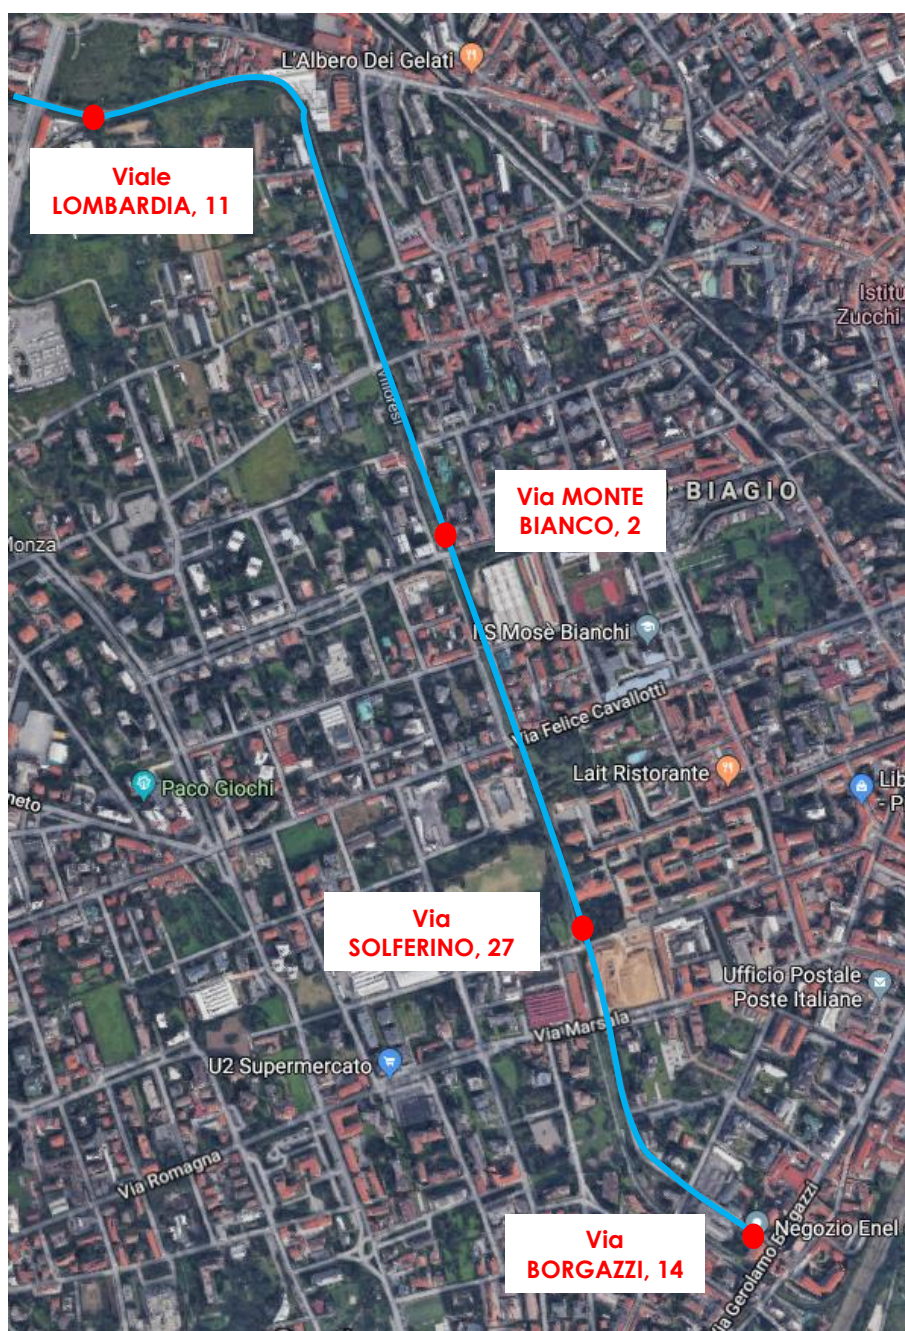 L'Albero Dei Gelati
Viale
LOMBARDIA, 11
Istitu
Zucchi
Villoresi
Via MONTE
BIANCO, 2
BIAGIO
Monza
IS Mosè Bianchi
Via Felice Cavallotti
Lait Ristorante
Paco Giochi
Lib
- P
neto
Via
SOLFERINO, 27
Ufficio Postale
Poste Italiane
Via Marsala
U2 Supermercato
Via Romagna
Negozio Enel
Via
BORGAZZI, 14
Via Gerolamo Borgazzi